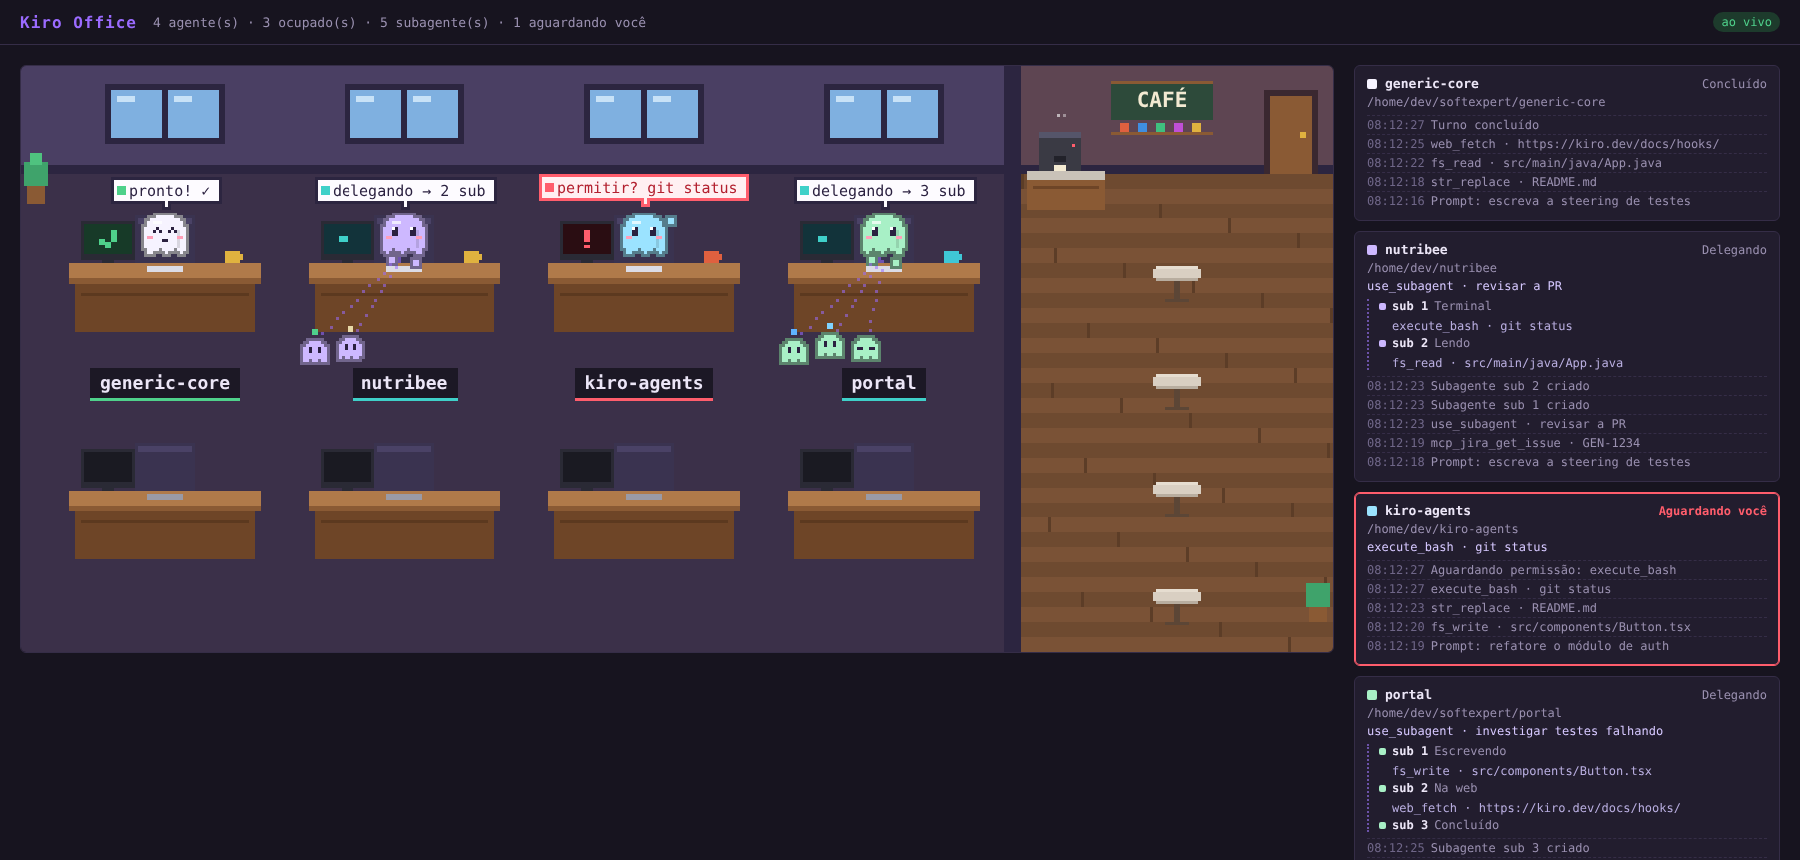 Kiro Office 4 agente(s) · 3 ocupado(s) · 5 subagente(s) · 1 aguardando você
ao vivo
CAFÉ
pronto! ✓
delegando → 2 sub
permitir? git status
delegando → 3 sub
generic-core
nutribee
kiro-agents
portal
generic-core Concluído
/home/dev/softexpert/generic-core
08:12:27 Turno concluído
08:12:25 web_fetch · https://kiro.dev/docs/hooks/
08:12:22 fs_read · src/main/java/App.java
08:12:18 str_replace · README.md
08:12:16 Prompt: escreva a steering de testes
nutribee Delegando
/home/dev/nutribee
use_subagent · revisar a PR
sub 1 Terminal
execute_bash · git status
sub 2 Lendo
fs_read · src/main/java/App.java
08:12:23 Subagente sub 2 criado
08:12:23 Subagente sub 1 criado
08:12:23 use_subagent · revisar a PR
08:12:19 mcp_jira_get_issue · GEN-1234
08:12:18 Prompt: escreva a steering de testes
kiro-agents Aguardando você
/home/dev/kiro-agents
execute_bash · git status
08:12:27 Aguardando permissão: execute_bash
08:12:27 execute_bash · git status
08:12:23 str_replace · README.md
08:12:20 fs_write · src/components/Button.tsx
08:12:19 Prompt: refatore o módulo de auth
portal Delegando
/home/dev/softexpert/portal
use_subagent · investigar testes falhando
sub 1 Escrevendo
fs_write · src/components/Button.tsx
sub 2 Na web
web_fetch · https://kiro.dev/docs/hooks/
sub 3 Concluído
08:12:25 Subagente sub 3 criado